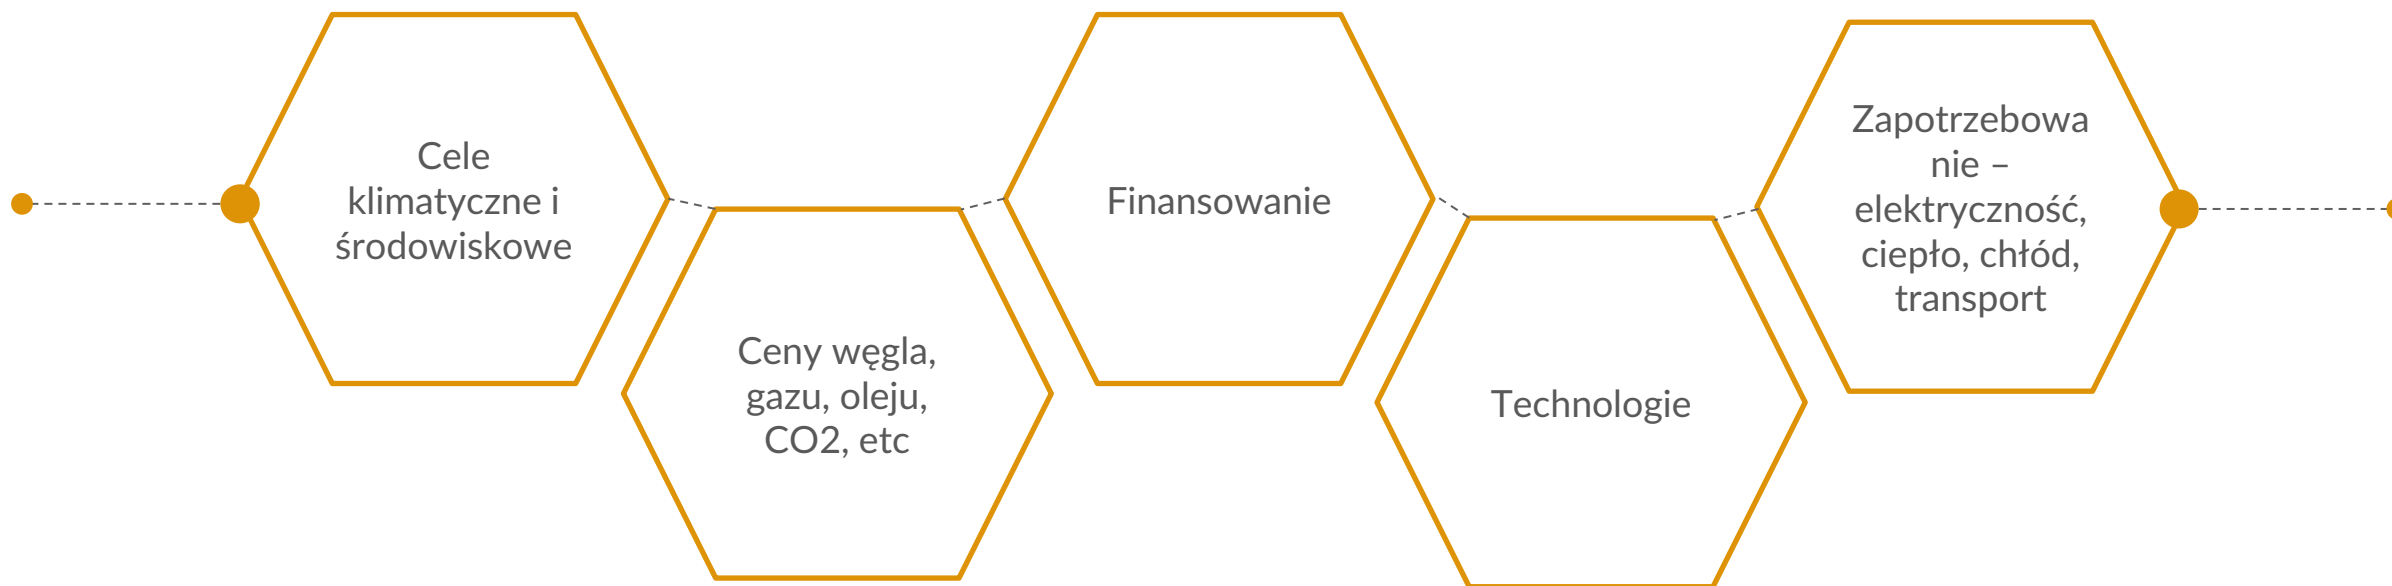 Cele
klimatyczne i
środowiskowe
Ceny węgla,
gazu, oleju,
CO2, etc
Finansowanie
Technologie
Zapotrzebowa
nie –
elektryczność,
ciepło, chłód,
transport